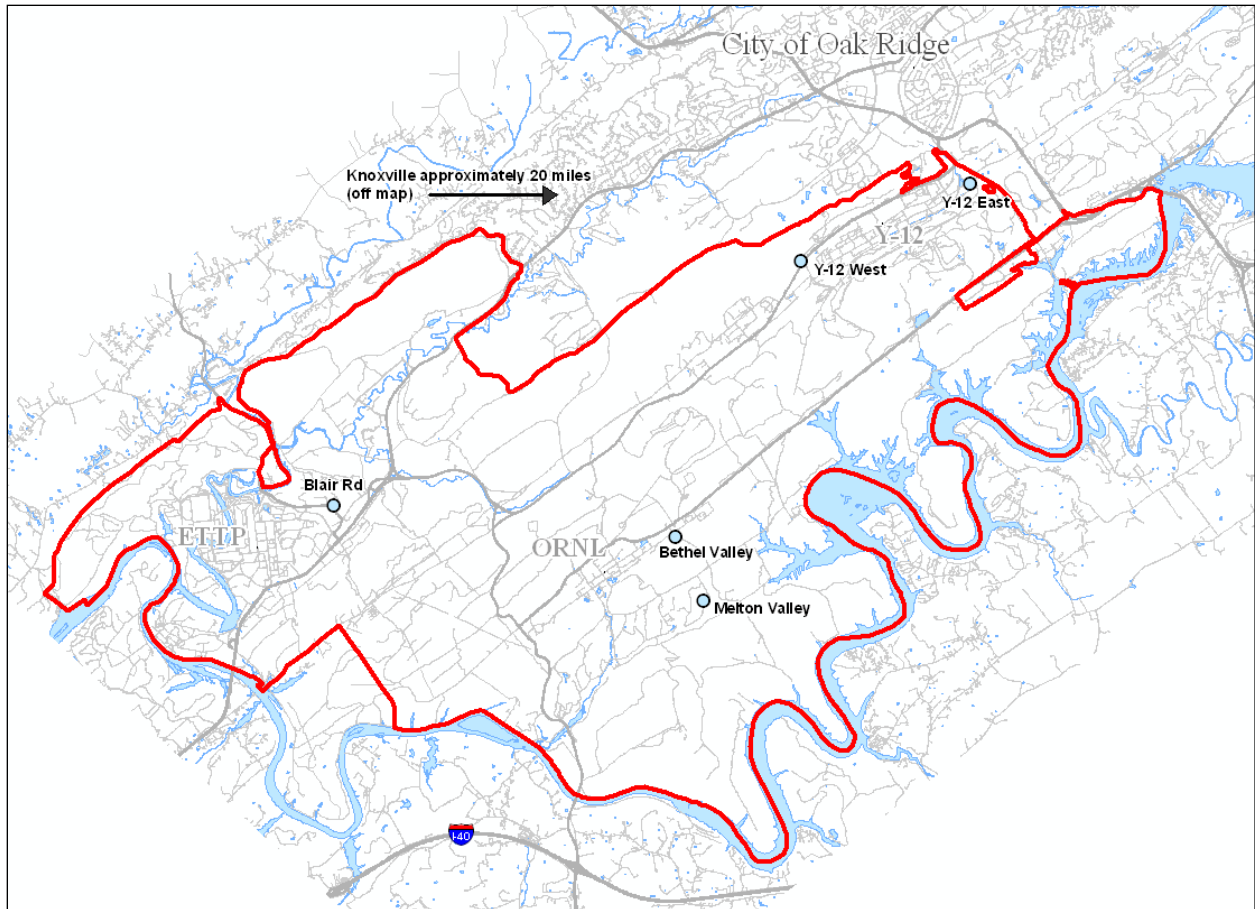 City of Oak Ridge
Knoxville approximately 20 miles
(off map)
Y-12 East
Y-12
Y-12 West
Blair Rd
ETTP
ORNL
Bethel Valley
Melton Valley
I-40